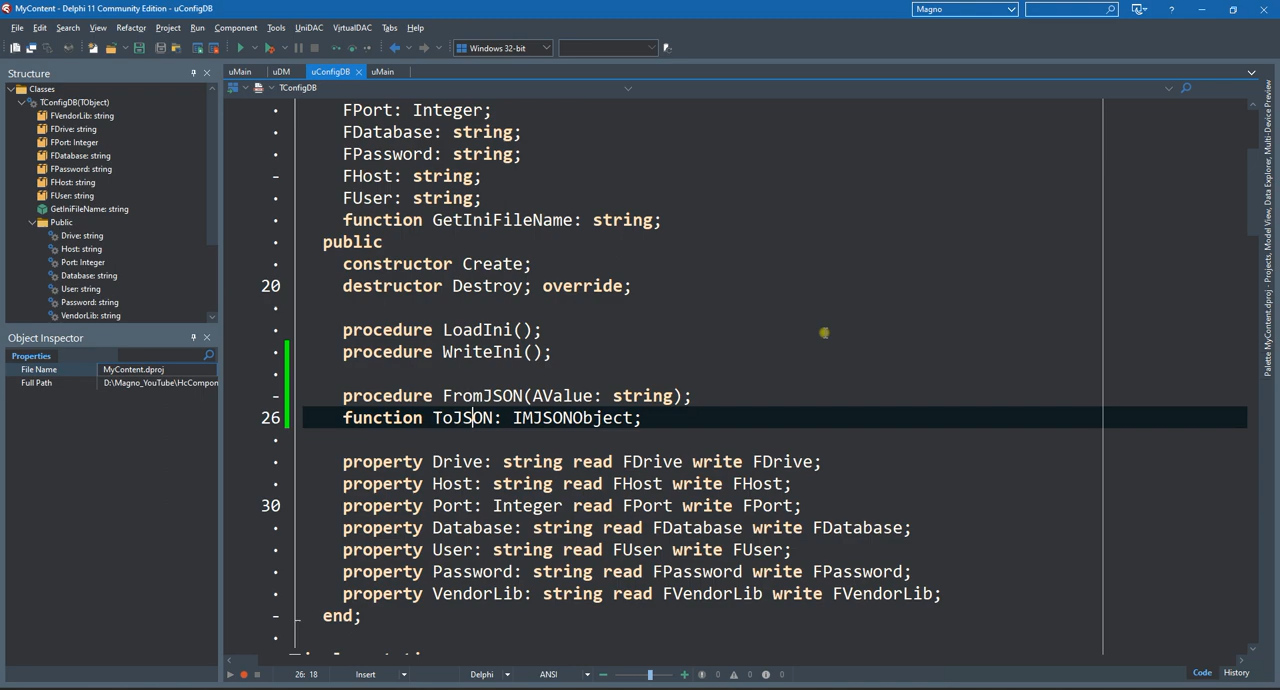 MyContent - Delphi 11 Community Edition - uConfigDB
Magno
File Edit Search View Refactor Project Run Component Tools UniDAC VirtualDAC Tabs Help
Windows 32-bit
Structure
uMain uDM uConfigDB uMain
TConfigDB
Classes
TConfigDB(TObject)
FVendorLib: string
FDrive: string
FPort: Integer
FDatabase: string
FPassword: string
FHost: string
FUser: string
GetIniFileName: string
Public
Drive: string
Host: string
Port: Integer
Database: string
User: string
Password: string
VendorLib: string
Object Inspector
Properties
File Name MyContent.dproj
Full Path D:\Magno_YouTube\HcCompon
FPort: Integer;
FDatabase: string;
FPassword: string;
FHost: string;
FUser: string;
function GetIniFileName: string;
public
constructor Create;
20 destructor Destroy; override;
procedure LoadIni();
procedure WriteIni();
procedure FromJSON(AValue: string);
26 function ToJSON: IMJSONObject;
property Drive: string read FDrive write FDrive;
property Host: string read FHost write FHost;
30 property Port: Integer read FPort write FPort;
property Database: string read FDatabase write FDatabase;
property User: string read FUser write FUser;
property Password: string read FPassword write FPassword;
property VendorLib: string read FVendorLib write FVendorLib;
end;
26: 18 Insert Delphi ANSI 0 0 0 Code History
Palette MyContent.dproj - Projects, Model View, Data Explorer, Multi-Device Preview